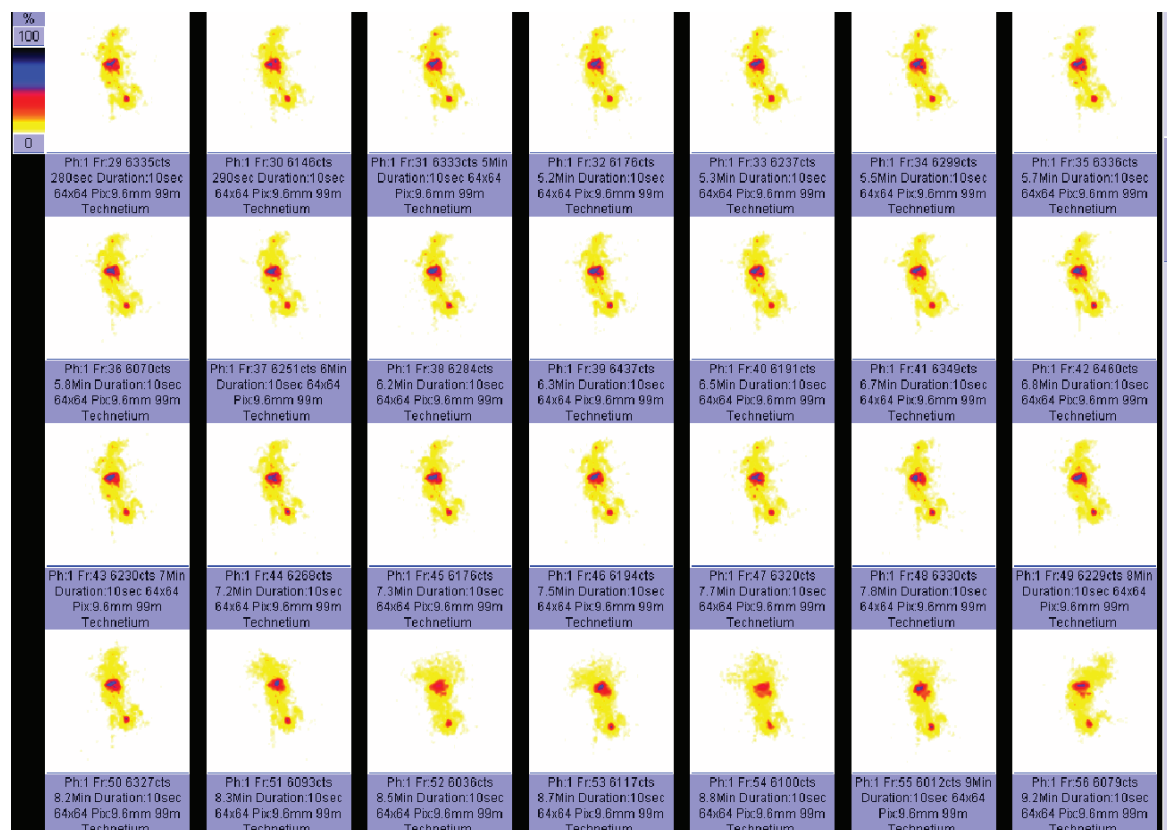 %
100
0
Ph:1 Fr:29 6335cts
280sec Duration:10sec
64x64 Pix:9.6mm 99m
Technetium
Ph:1 Fr:30 6146cts
290sec Duration:10sec
64x64 Pix:9.6mm 99m
Technetium
Ph:1 Fr:31 6333cts 5Min
Duration:10sec 64x64
Pix:9.6mm 99m
Technetium
Ph:1 Fr:32 6176cts
5.2Min Duration:10sec
64x64 Pix:9.6mm 99m
Technetium
Ph:1 Fr:33 6237cts
5.3Min Duration:10sec
64x64 Pix:9.6mm 99m
Technetium
Ph:1 Fr:34 6299cts
5.5Min Duration:10sec
64x64 Pix:9.6mm 99m
Technetium
Ph:1 Fr:35 6336cts
5.7Min Duration:10sec
64x64 Pix:9.6mm 99m
Technetium
Ph:1 Fr:36 6070cts
5.8Min Duration:10sec
64x64 Pix:9.6mm 99m
Technetium
Ph:1 Fr:37 6251cts 6Min
Duration:10sec 64x64
Pix:9.6mm 99m
Technetium
Ph:1 Fr:38 6284cts
6.2Min Duration:10sec
64x64 Pix:9.6mm 99m
Technetium
Ph:1 Fr:39 6437cts
6.3Min Duration:10sec
64x64 Pix:9.6mm 99m
Technetium
Ph:1 Fr:40 6191cts
6.5Min Duration:10sec
64x64 Pix:9.6mm 99m
Technetium
Ph:1 Fr:41 6349cts
6.7Min Duration:10sec
64x64 Pix:9.6mm 99m
Technetium
Ph:1 Fr:42 6460cts
6.8Min Duration:10sec
64x64 Pix:9.6mm 99m
Technetium
Ph:1 Fr:43 6230cts 7Min
Duration:10sec 64x64
Pix:9.6mm 99m
Technetium
Ph:1 Fr:44 6268cts
7.2Min Duration:10sec
64x64 Pix:9.6mm 99m
Technetium
Ph:1 Fr:45 6176cts
7.3Min Duration:10sec
64x64 Pix:9.6mm 99m
Technetium
Ph:1 Fr:46 6194cts
7.5Min Duration:10sec
64x64 Pix:9.6mm 99m
Technetium
Ph:1 Fr:47 6320cts
7.7Min Duration:10sec
64x64 Pix:9.6mm 99m
Technetium
Ph:1 Fr:48 6330cts
7.8Min Duration:10sec
64x64 Pix:9.6mm 99m
Technetium
Ph:1 Fr:49 6229cts 8Min
Duration:10sec 64x64
Pix:9.6mm 99m
Technetium
Ph:1 Fr:50 6327cts
8.2Min Duration:10sec
64x64 Pix:9.6mm 99m
Technetium
Ph:1 Fr:51 6093cts
8.3Min Duration:10sec
64x64 Pix:9.6mm 99m
Technetium
Ph:1 Fr:52 6036cts
8.5Min Duration:10sec
64x64 Pix:9.6mm 99m
Technetium
Ph:1 Fr:53 6117cts
8.7Min Duration:10sec
64x64 Pix:9.6mm 99m
Technetium
Ph:1 Fr:54 6100cts
8.8Min Duration:10sec
64x64 Pix:9.6mm 99m
Technetium
Ph:1 Fr:55 6012cts 9Min
Duration:10sec 64x64
Pix:9.6mm 99m
Technetium
Ph:1 Fr:56 6079cts
9.2Min Duration:10sec
64x64 Pix:9.6mm 99m
Technetium